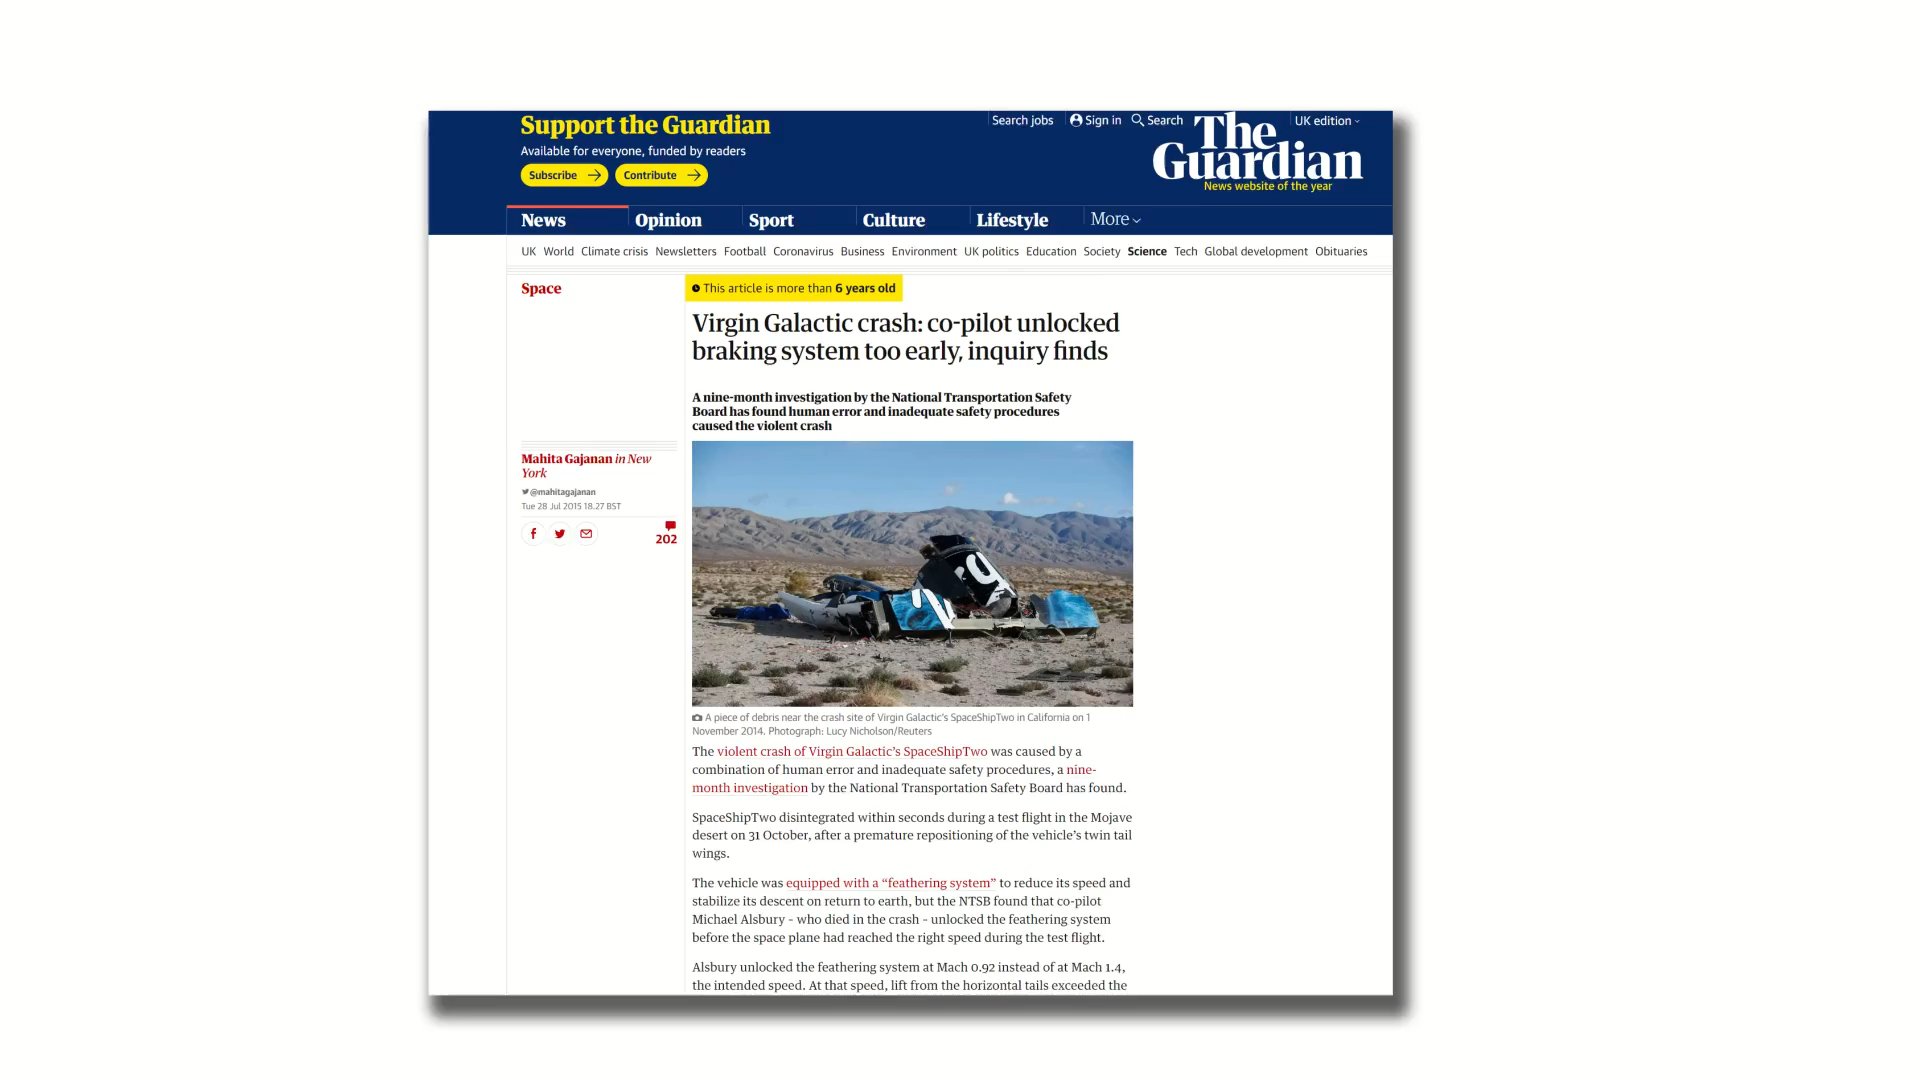 Support the Guardian
Available for everyone, funded by readers
Subscribe
Contribute
Search jobs
Sign in
Search
UK edition
The
Guardian
News website of the year
News Opinion Sport Culture Lifestyle More
UK World Climate crisis Newsletters Football Coronavirus Business Environment UK politics Education Society Science Tech Global development Obituaries
Space
This article is more than 6 years old
Virgin Galactic crash: co-pilot unlocked
braking system too early, inquiry finds
A nine-month investigation by the National Transportation Safety
Board has found human error and inadequate safety procedures
caused the violent crash
Mahita Gajanan in New
York
@mahitagajanan
Tue 28 Jul 2015 18.27 BST
202
A piece of debris near the crash site of Virgin Galactic's SpaceShipTwo in California on 1
November 2014. Photograph: Lucy Nicholson/Reuters
The violent crash of Virgin Galactic's SpaceShipTwo was caused by a
combination of human error and inadequate safety procedures, a nine-
month investigation by the National Transportation Safety Board has found.
SpaceShipTwo disintegrated within seconds during a test flight in the Mojave
desert on 31 October, after a premature repositioning of the vehicle's twin tail
wings.
The vehicle was equipped with a “feathering system” to reduce its speed and
stabilize its descent on return to earth, but the NTSB found that co-pilot
Michael Alsbury – who died in the crash – unlocked the feathering system
before the space plane had reached the right speed during the test flight.
Alsbury unlocked the feathering system at Mach 0.92 instead of at Mach 1.4,
the intended speed. At that speed, lift from the horizontal tails exceeded the